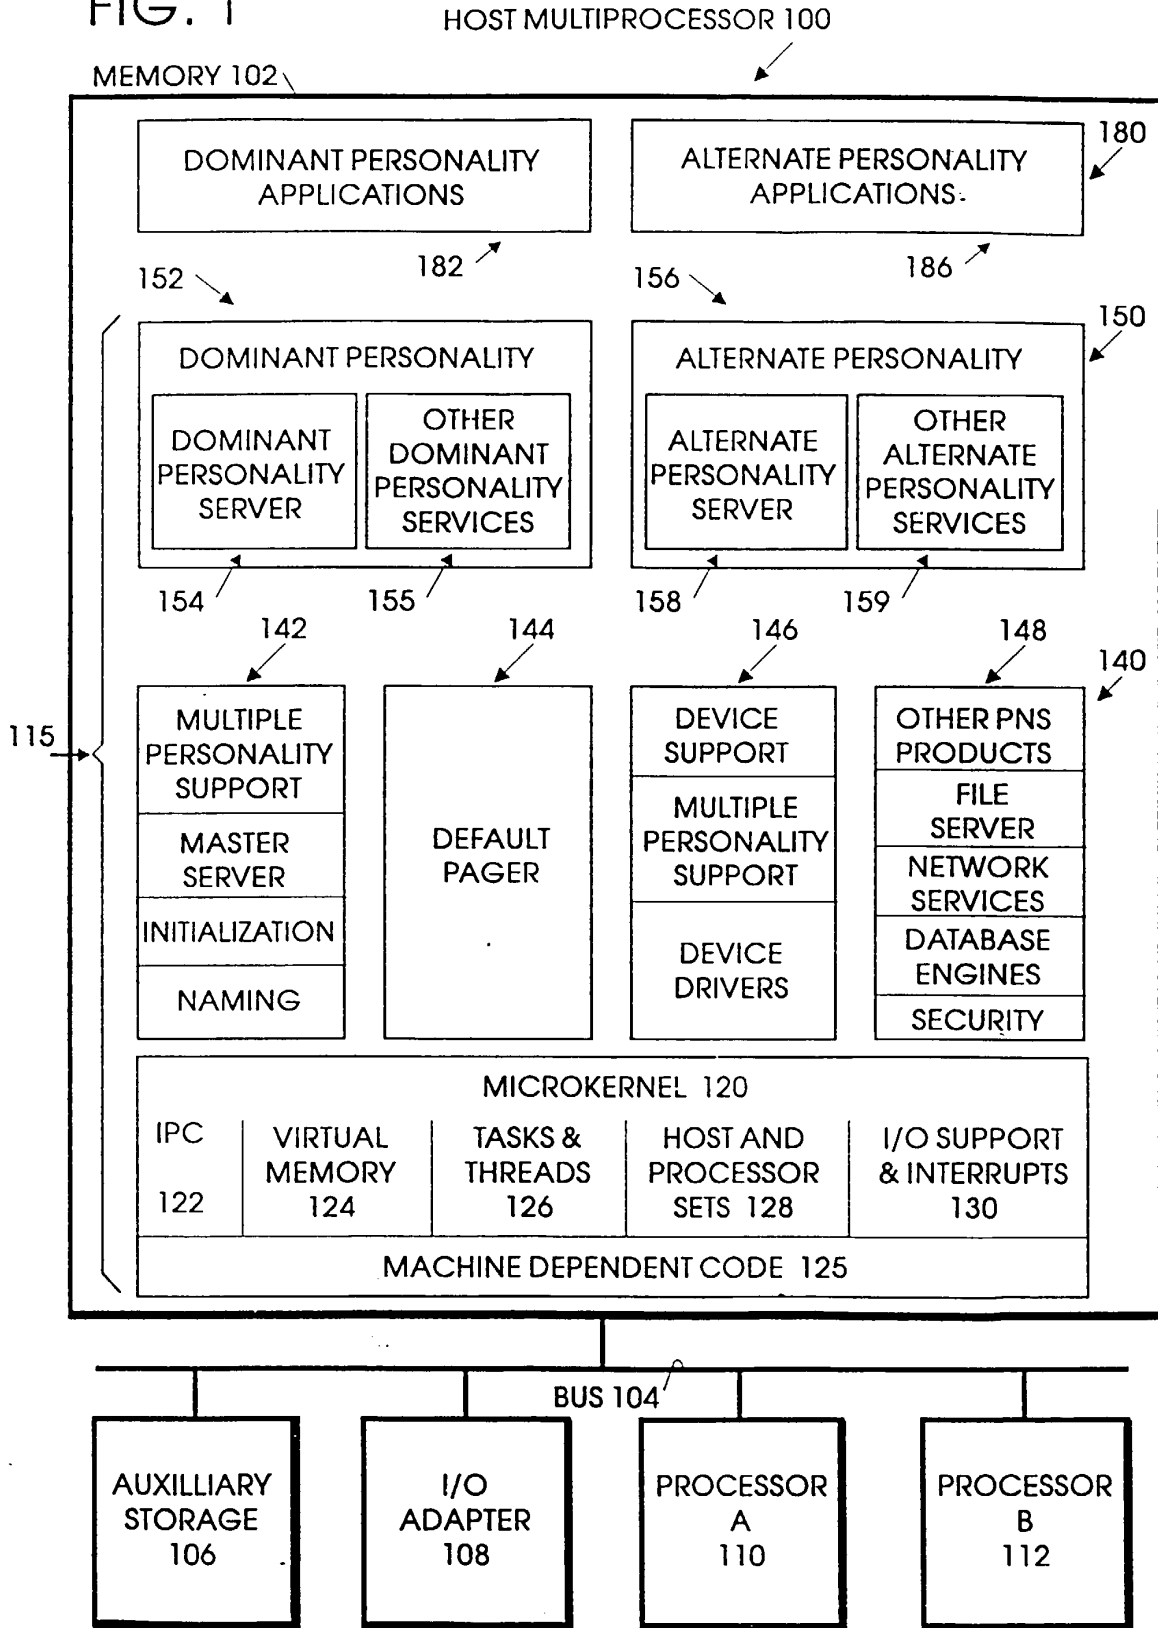 FIG. 1
HOST MULTIPROCESSOR 100
MEMORY 102
DOMINANT PERSONALITY
APPLICATIONS
ALTERNATE PERSONALITY
APPLICATIONS
180
182
186
152
156
150
DOMINANT PERSONALITY
DOMINANT
PERSONALITY
SERVER
OTHER
DOMINANT
PERSONALITY
SERVICES
ALTERNATE PERSONALITY
ALTERNATE
PERSONALITY
SERVER
OTHER
ALTERNATE
PERSONALITY
SERVICES
154
155
158
159
142
144
146
148
140
115
MULTIPLE
PERSONALITY
SUPPORT
MASTER
SERVER
INITIALIZATION
NAMING
DEFAULT
PAGER
DEVICE
SUPPORT
MULTIPLE
PERSONALITY
SUPPORT
DEVICE
DRIVERS
OTHER PNS
PRODUCTS
FILE
SERVER
NETWORK
SERVICES
DATABASE
ENGINES
SECURITY
MICROKERNEL 120
IPC
122
VIRTUAL
MEMORY
124
TASKS &
THREADS
126
HOST AND
PROCESSOR
SETS 128
I/O SUPPORT
& INTERRUPTS
130
MACHINE DEPENDENT CODE 125
BUS 104
AUXILLIARY
STORAGE
106
I/O
ADAPTER
108
PROCESSOR
A
110
PROCESSOR
B
112